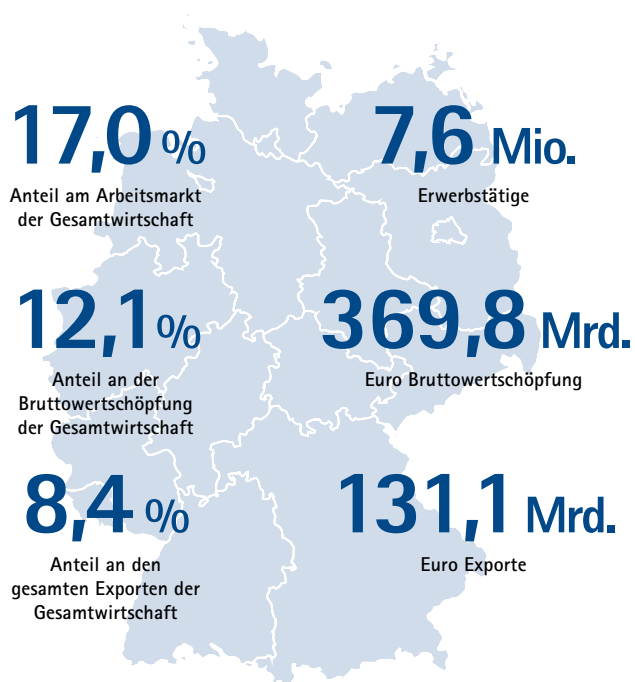 17,0 %
Anteil am Arbeitsmarkt
der Gesamtwirtschaft
7,6 Mio.
Erwerbstätige
12,1 %
Anteil an der
Bruttowertschöpfung
der Gesamtwirtschaft
369,8 Mrd.
Euro Bruttowertschöpfung
8,4 %
Anteil an den
gesamten Exporten der
Gesamtwirtschaft
131,1 Mrd.
Euro Exporte